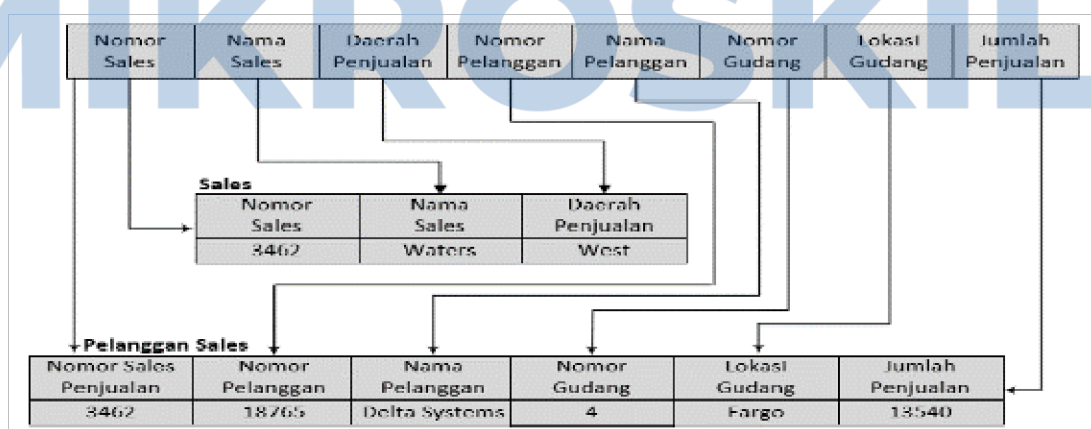 MIKROSKIL
Nomor Nama Daerah Nomor Nama Nomor Lokasi Jumlah
Sales Sales Penjualan Pelanggan Pelanggan Gudang Gudang Penjualan
Sales
Nomor Nama Daerah
Sales Sales Penjualan
3462 Waters West
Pelanggan Sales
Nomor Sales Nomor Nama Nomor Lokasi Jumlah
Penjualan Pelanggan Pelanggan Gudang Gudang Penjualan
3462 18765 Delta Systems 4 Fargo 13540